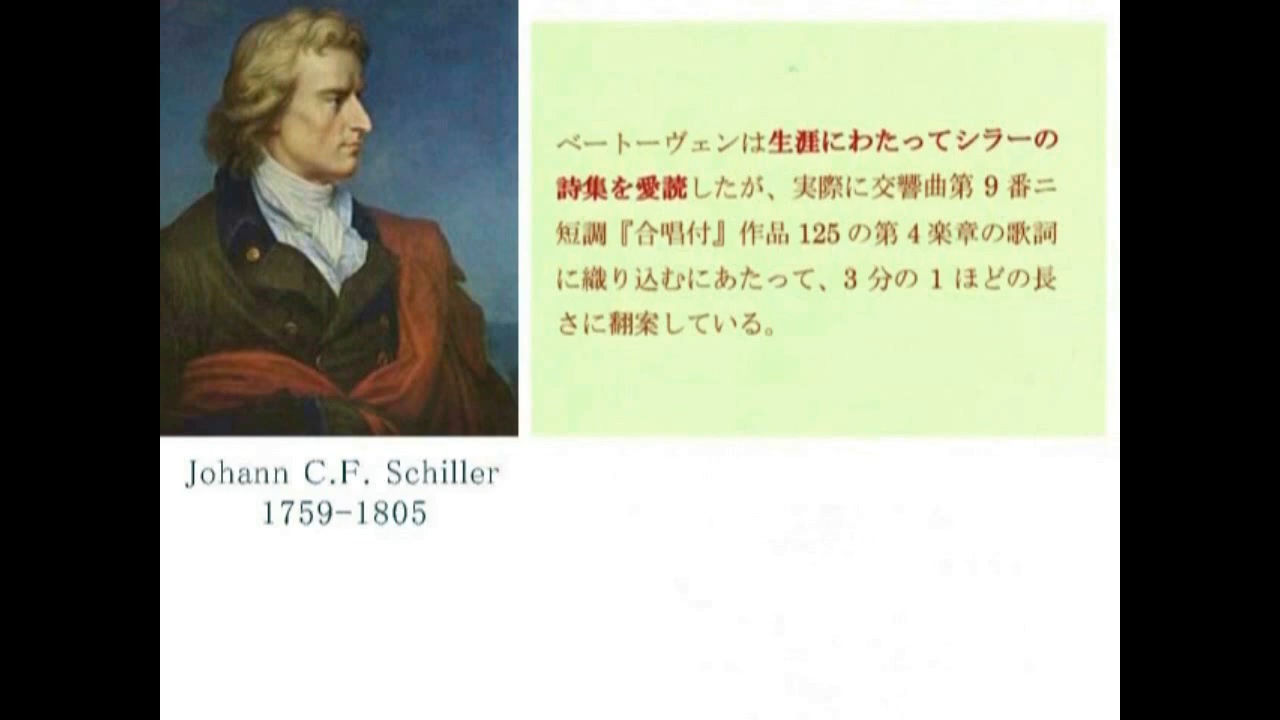 ベートーヴェンは生涯にわたってシラーの
詩集を愛読したが、実際に交響曲第 9 番ニ
短調『合唱付』作品 125 の第 4 楽章の歌詞
に織り込むにあたって、3 分の 1 ほどの長
さに翻案している。
Johann C.F. Schiller
1759-1805